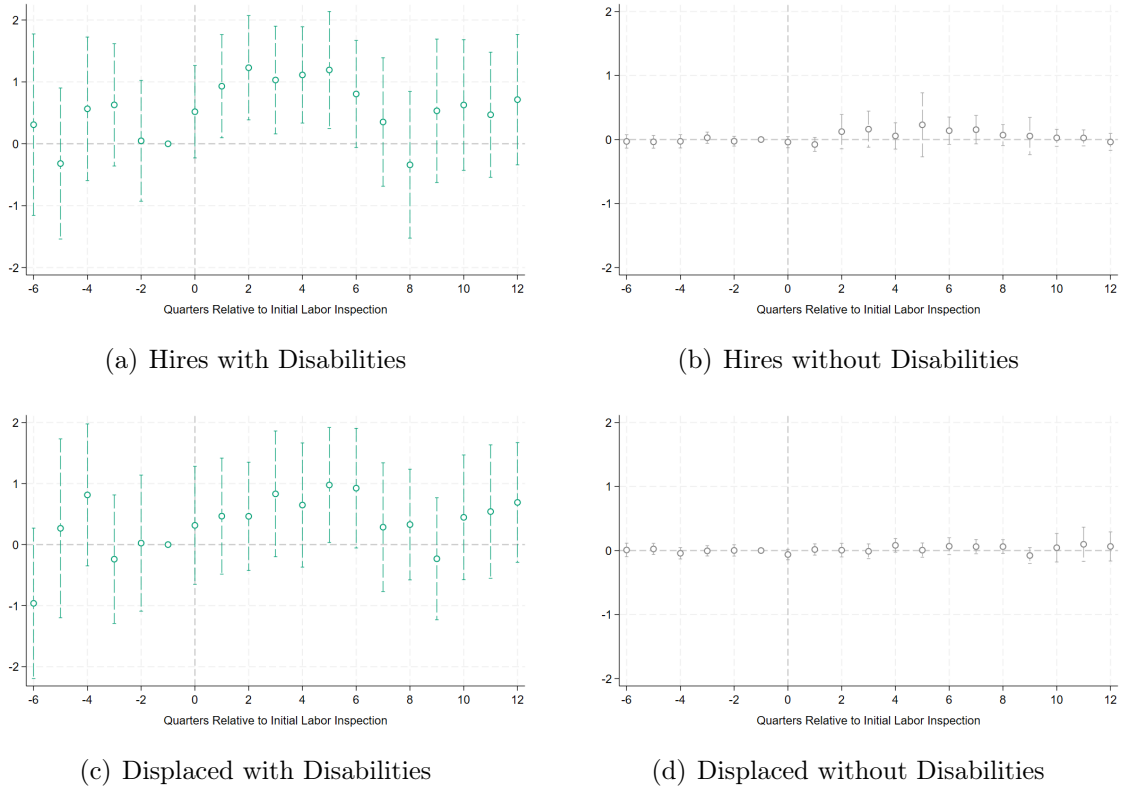 2
1
0
-1
-2
-6 -4 -2 0 2 4 6 8 10 12
Quarters Relative to Initial Labor Inspection
(a) Hires with Disabilities
2
1
0
-1
-2
-6 -4 -2 0 2 4 6 8 10 12
Quarters Relative to Initial Labor Inspection
(b) Hires without Disabilities
2
1
0
-1
-2
-6 -4 -2 0 2 4 6 8 10 12
Quarters Relative to Initial Labor Inspection
(c) Displaced with Disabilities
2
1
0
-1
-2
-6 -4 -2 0 2 4 6 8 10 12
Quarters Relative to Initial Labor Inspection
(d) Displaced without Disabilities